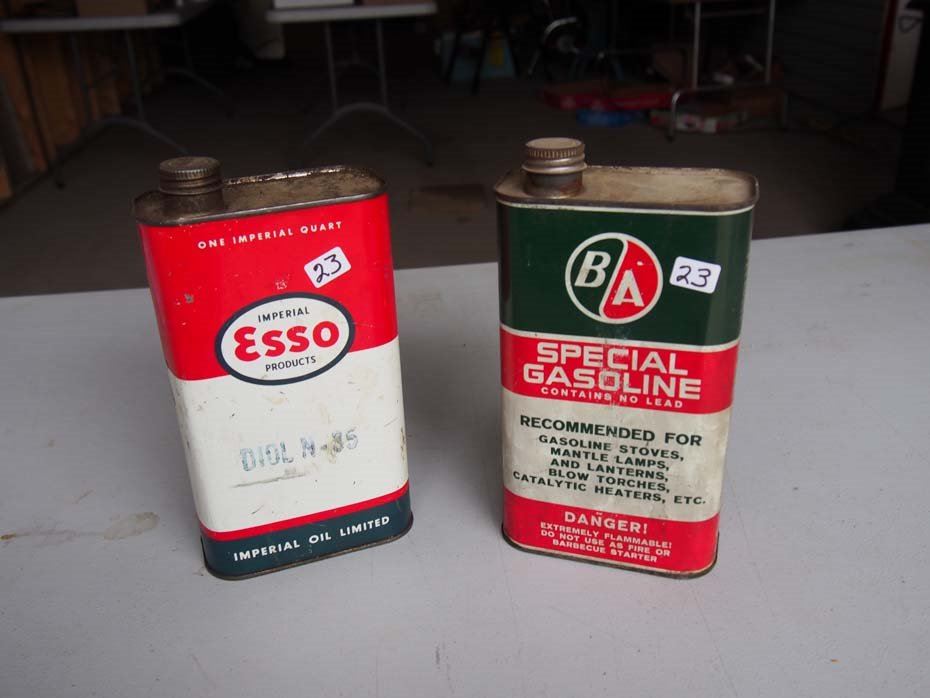 ONE IMPERIAL QUART
23
IMPERIAL
Esso
PRODUCTS
DIOL N-35
IMPERIAL OIL LIMITED
B/A
23
SPECIAL
GASOLINE
CONTAINS NO LEAD
RECOMMENDED FOR
GASOLINE STOVES,
MANTLE LAMPS,
AND LANTERNS,
BLOW TORCHES,
CATALYTIC HEATERS, ETC.
DANGER!
EXTREMELY FLAMMABLE!
DO NOT USE AS FIRE OR
BARBECUE STARTER